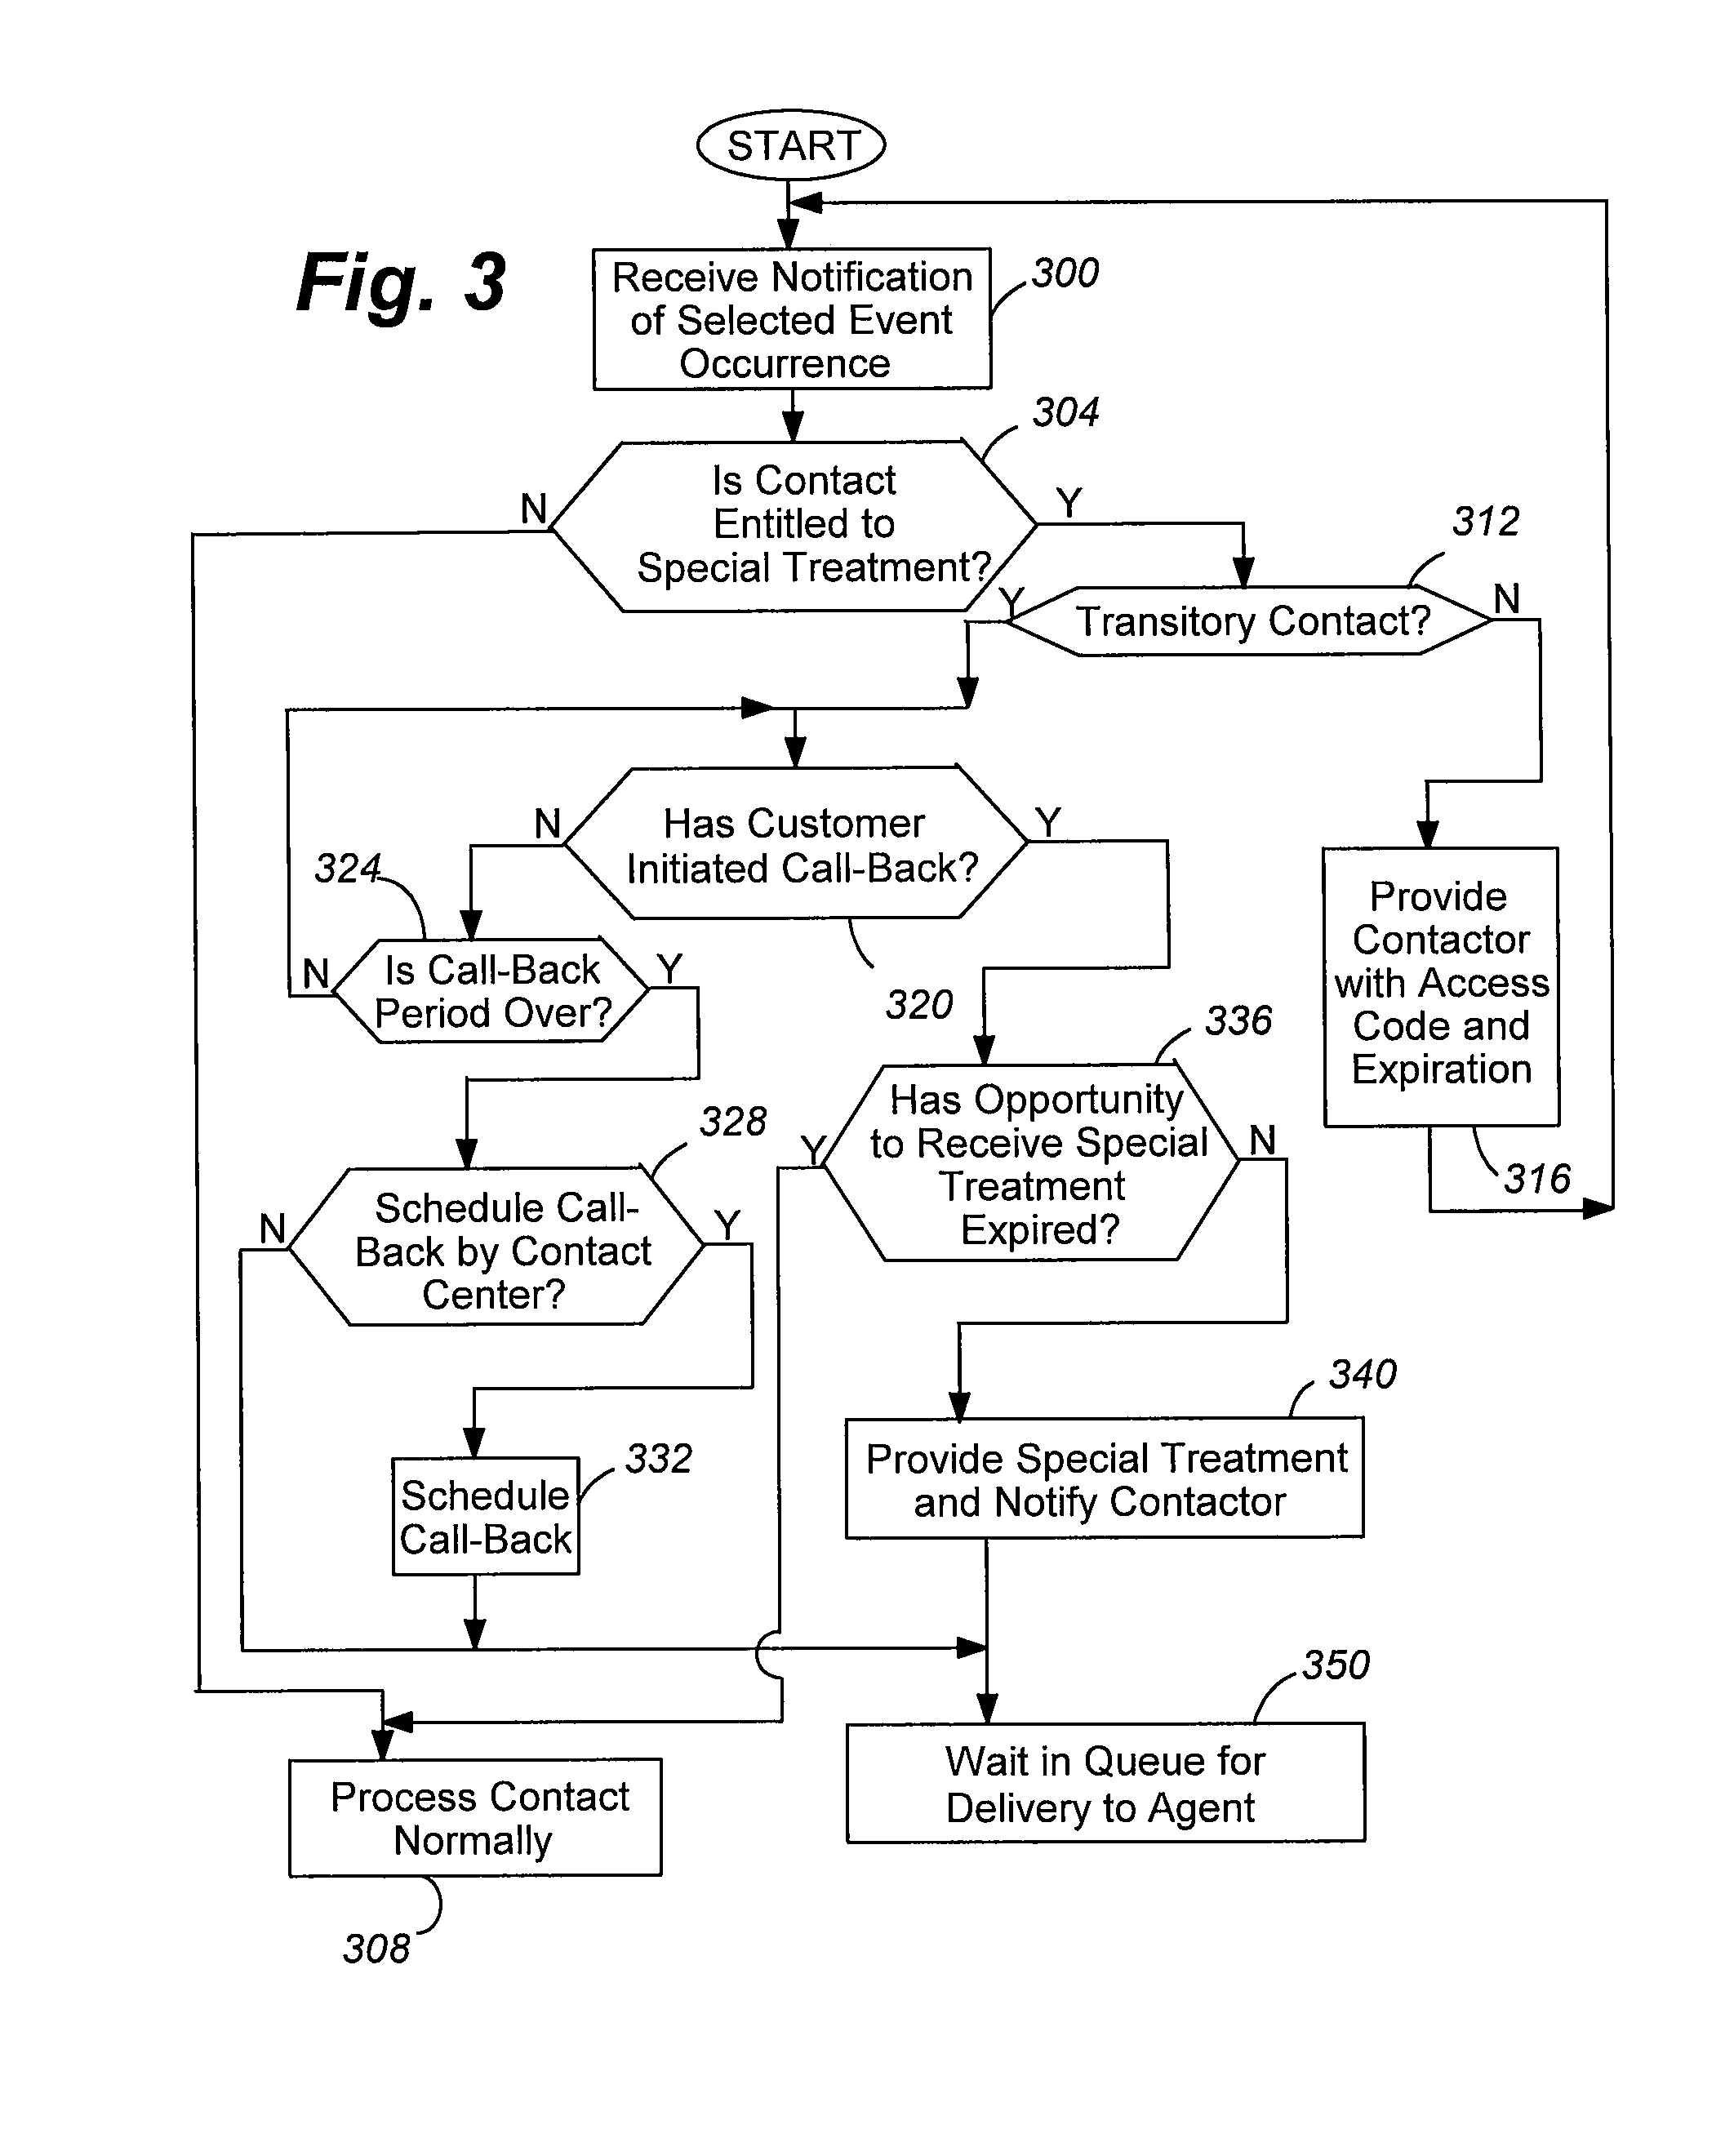 START
Fig. 3
Receive Notification
of Selected Event
Occurrence
300
304
Is Contact
Entitled to
Special Treatment?
N
Y
312
Transitory Contact?
Y
N
Has Customer
Initiated Call-Back?
N
Y
320
324
Is Call-Back
Period Over?
N
Y
Provide
Contactor
with Access
Code and
Expiration
316
336
Has Opportunity
to Receive Special
Treatment
Expired?
Y
N
328
Schedule Call-
Back by Contact
Center?
N
Y
332
Schedule
Call-Back
340
Provide Special Treatment
and Notify Contactor
350
Wait in Queue for
Delivery to Agent
Process Contact
Normally
308